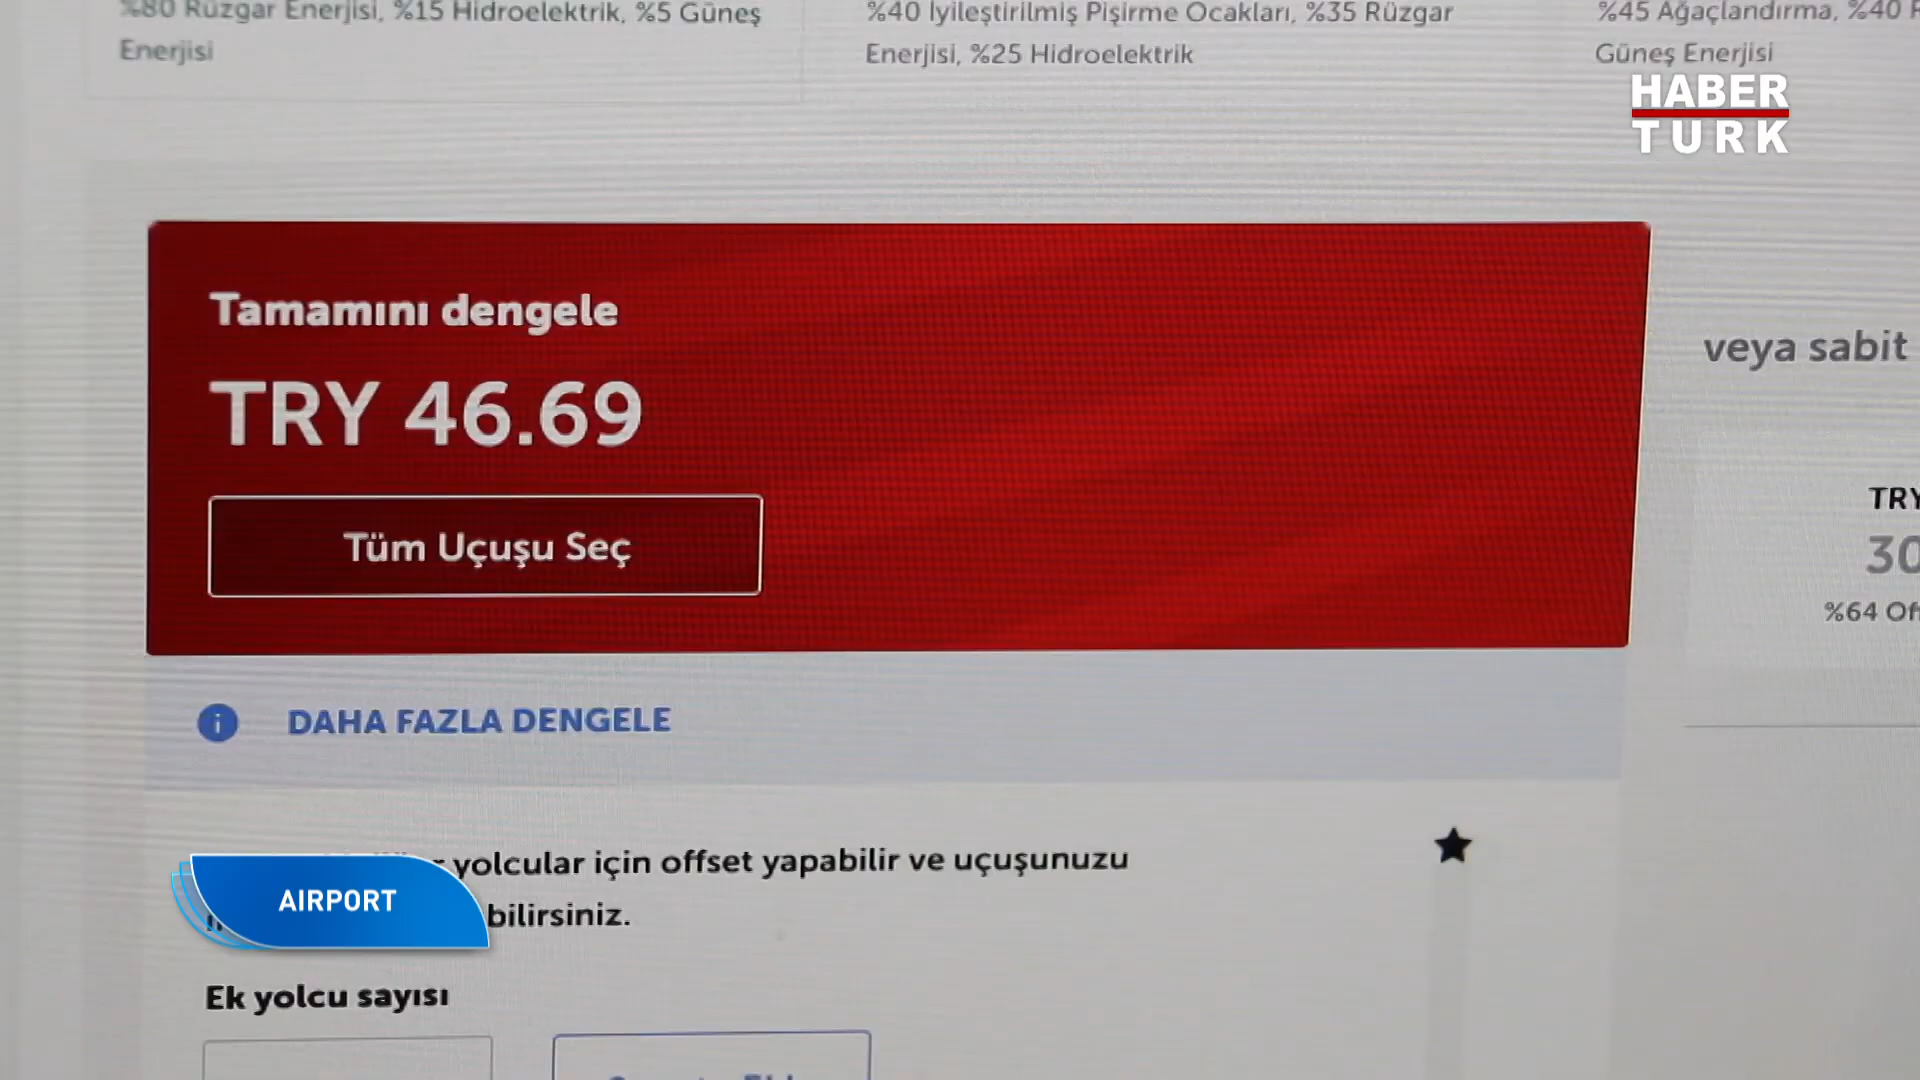 %80 Rüzgar Enerjisi, %15 Hidroelektrik, %5 Güneş
Enerjisi
%40 İyileştirilmiş Pişirme Ocakları, %35 Rüzgar
Enerjisi, %25 Hidroelektrik
%45 Ağaçlandırma, %40
Güneş Enerjisi
HABER
TURK
Tamamını dengele
TRY 46.69
Tüm Uçuşu Seç
veya sabit
TRY
30
%64
DAHA FAZLA DENGELE
yolcular için offset yapabilir ve uçuşunuzu
bilirsiniz.
AIRPORT
Ek yolcu sayısı